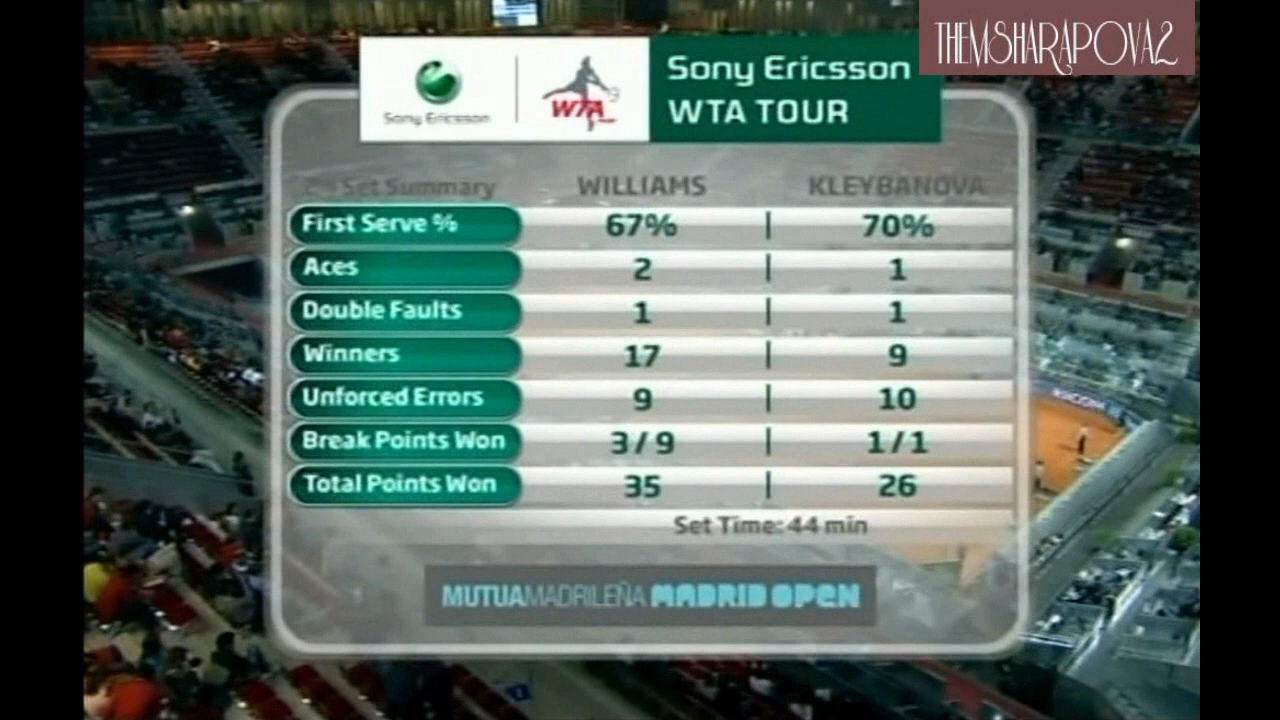 THEMSHARAPOVA2
Sony Ericsson
WTA
Sony Ericsson
WTA TOUR
2nd Set Summary WILLIAMS KLEYBANOVA
First Serve % 67% | 70%
Aces 2 | 1
Double Faults 1 | 1
Winners 17 | 9
Unforced Errors 9 | 10
Break Points Won 3/9 | 1/1
Total Points Won 35 | 26
Set Time: 44 min
MUTUAMADRILEÑA MADRID OPEN
RICOH